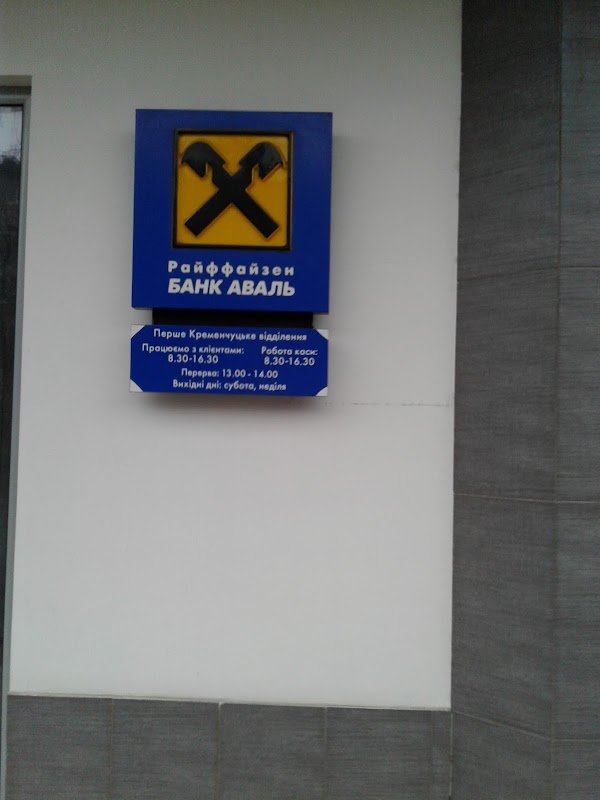 Райффайзен
БАНК АВАЛЬ
Перше Кременчуцьке відділення
Працюємо з клієнтами: Робота каси:
8.30-16.30 8.30-16.30
Перерва: 13.00 - 14.00
Вихідні дні: субота, неділя